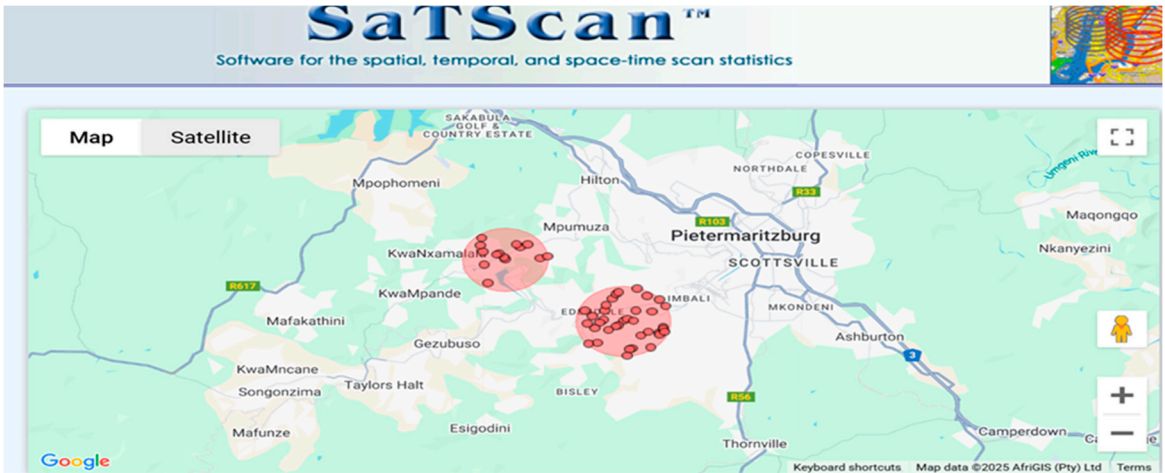 SaTScan™
Software for the spatial, temporal, and space-time scan statistics
Map
Satellite
SAKABULA
GOLF &
COUNTRY ESTATE
COPESVILLE
NORTHDALE
Umgeni
Mpophomeni
Hilton
R33
R103
Maqongqo
Mpumuza
Pietermaritzburg
Nkanyezini
SCOTTSVILLE
R617
KwaMpande
IMBALI
MKONDENI
Mafakathini
Gezubuso
Ashburton
3
KwaMncane
Taylors Halt
Songonzima
BISLEY
R56
Mafunze
Esigodini
Thornville
Camperdown
Google
Keyboard shortcuts
Map data ©2025 AfriGIS (Pty) Ltd
Terms